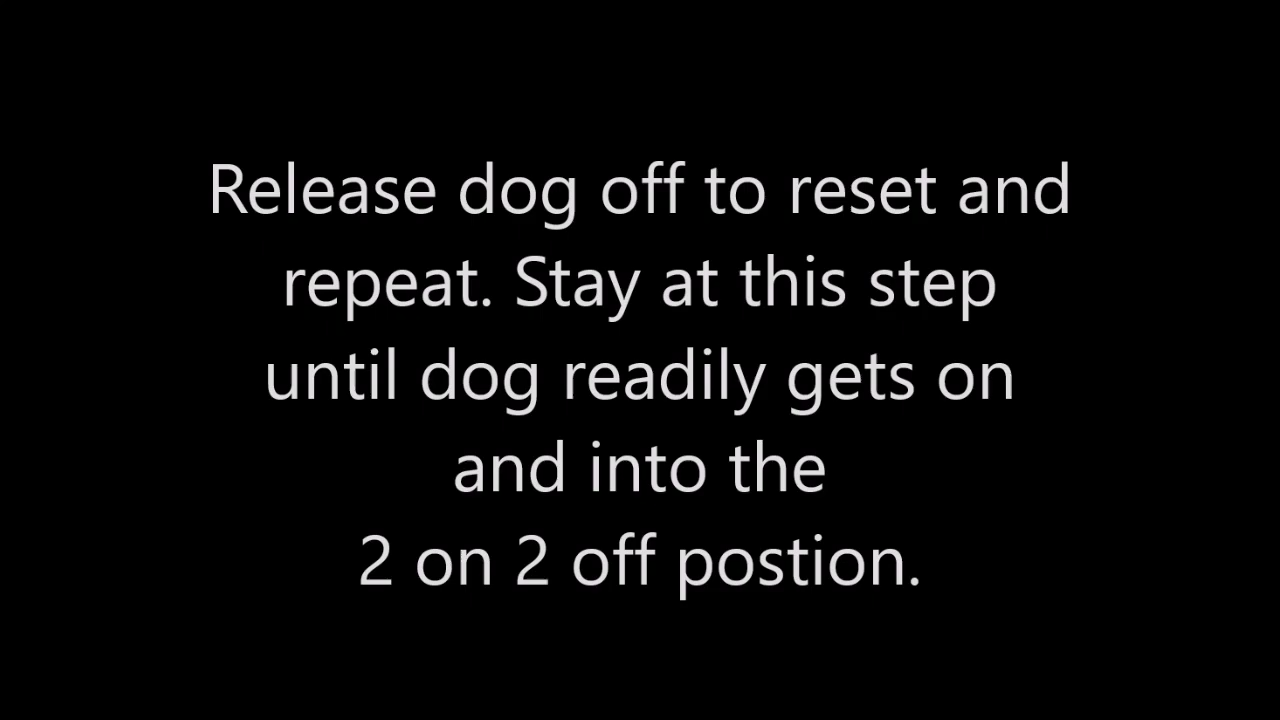 Release dog off to reset and
repeat. Stay at this step
until dog readily gets on
and into the
2 on 2 off postion.